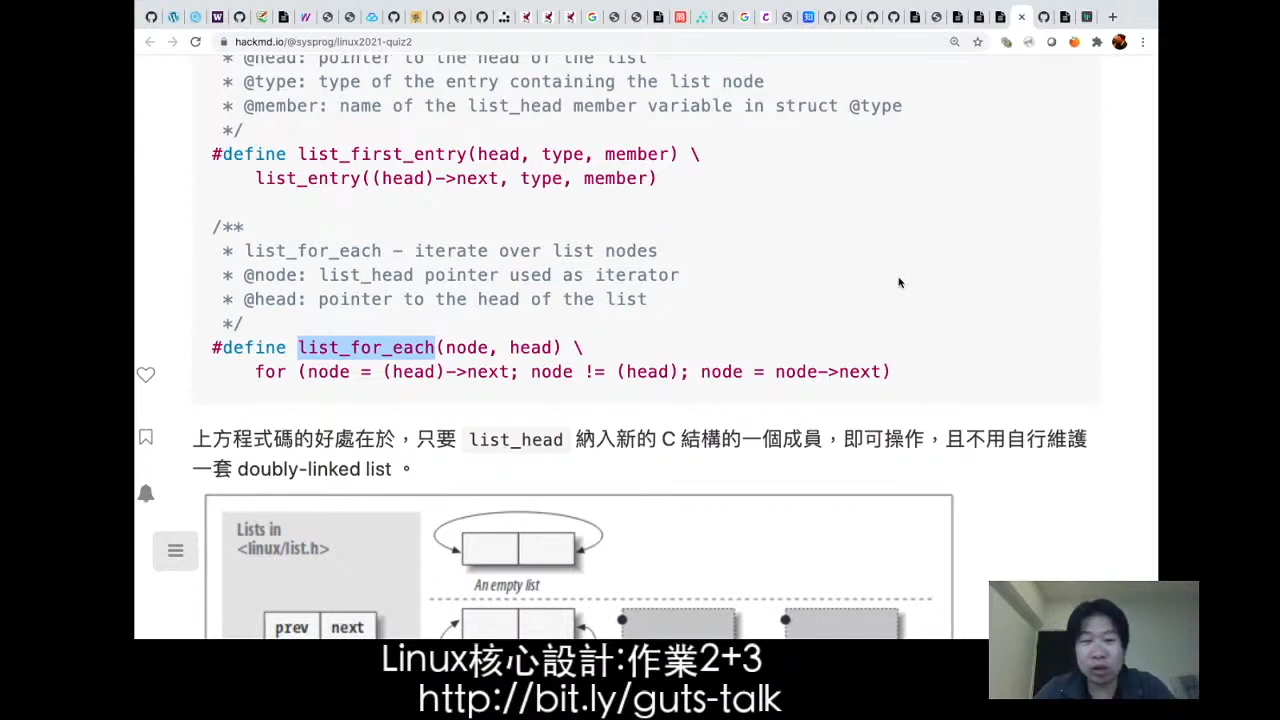 hackmd.io/@sysprog/linux2021-quiz2
* @head: pointer to the head of the list
* @type: type of the entry containing the list node
* @member: name of the list_head member variable in struct @type
*/
#define list_first_entry(head, type, member) \
list_entry((head)->next, type, member)
/**
* list_for_each - iterate over list nodes
* @node: list_head pointer used as iterator
* @head: pointer to the head of the list
*/
#define list_for_each(node, head) \
for (node = (head)->next; node != (head); node = node->next)
上方程式碼的好處在於，只要 list_head 納入新的 C 結構的一個成員，即可操作，且不用自行維護
一套 doubly-linked list 。
Lists in
<linux/list.h>
An empty list
prev next
Linux核心設計:作業2+3
http://bit.ly/guts-talk